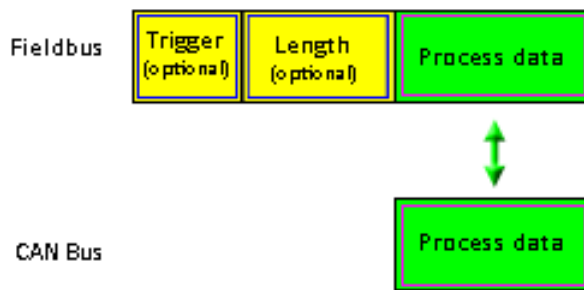 Fieldbus
Trigger
(optional)
Length
(optional)
Process data
CAN Bus
Process data